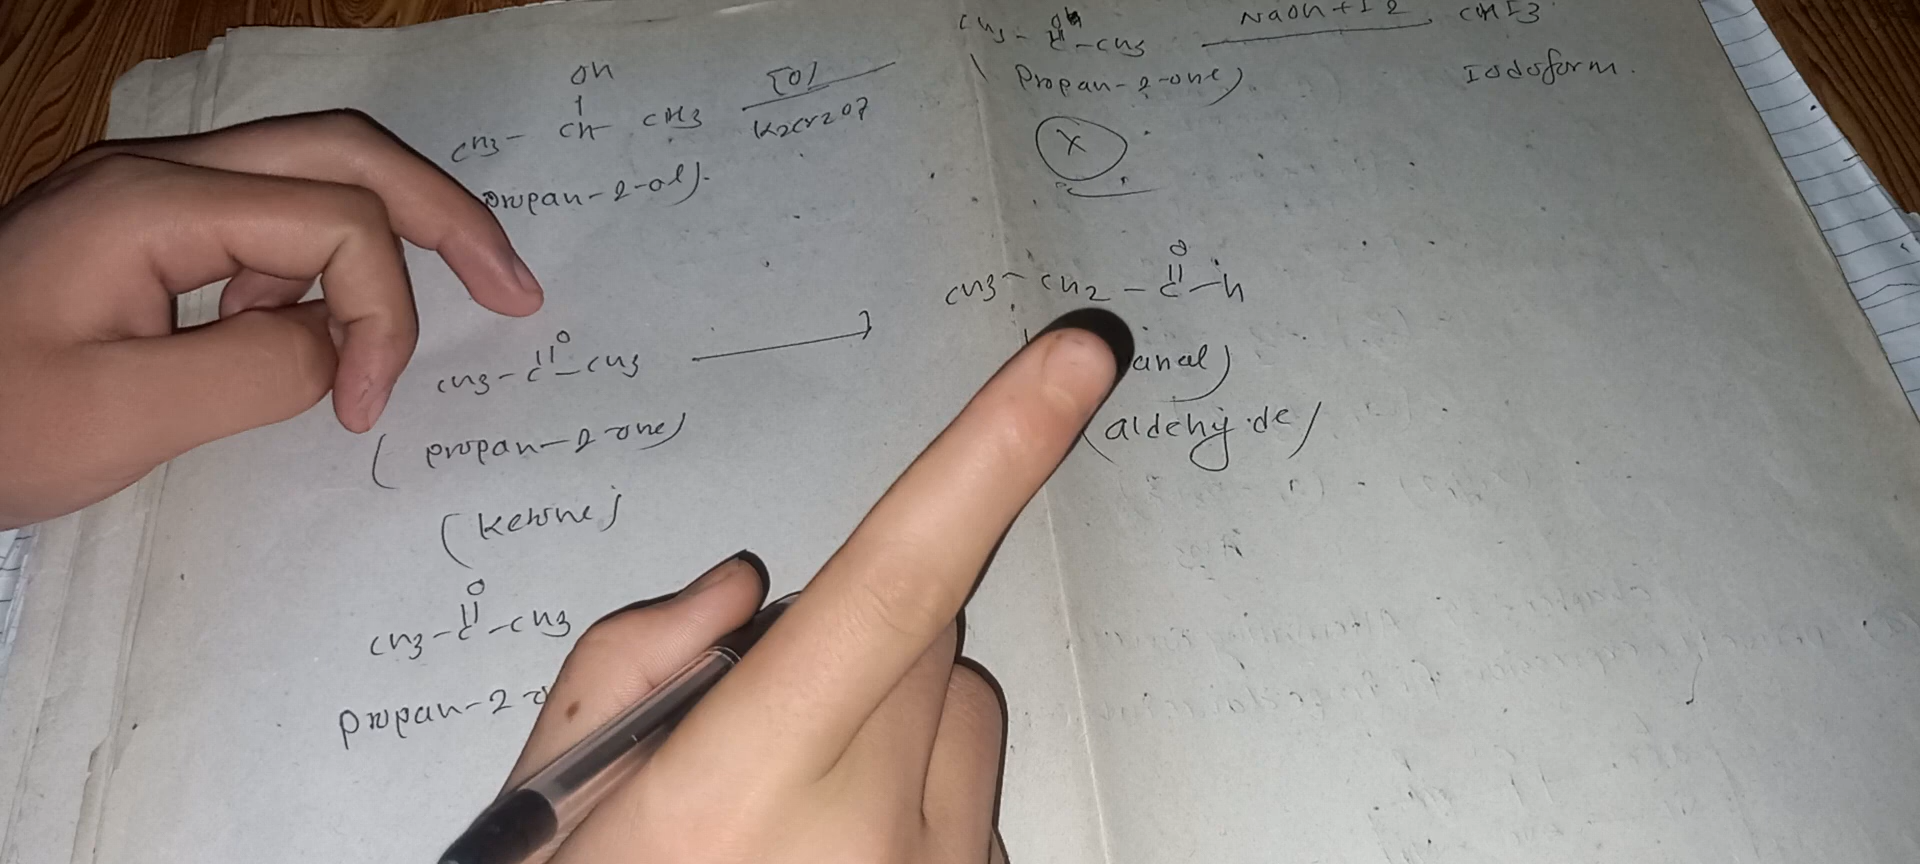 OH
CH3 - CH - CH3 [O] K2Cr2O7
propan-2-ol).
CH3 - C - CH3 NaOH + I2 CHI3
(Propan-2-one) Iodoform.
X
O
CH3 - C - CH3
(propan-2-one)
(Ketone)
O
CH3 - CH2 - C - H
anal)
(aldehyde)
O
CH3 - C - CH3
propan-2